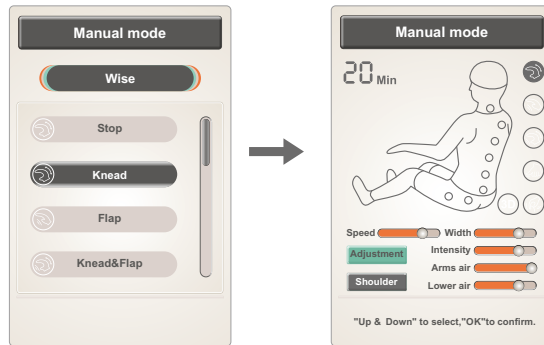 Manual mode
Wise
Stop
Knead
Flap
Knead&Flap
Manual mode
20 Min
Speed
Width
Adjustment
Intensity
Arms air
Shoulder
Lower air
"Up & Down" to select,"OK"to confirm.